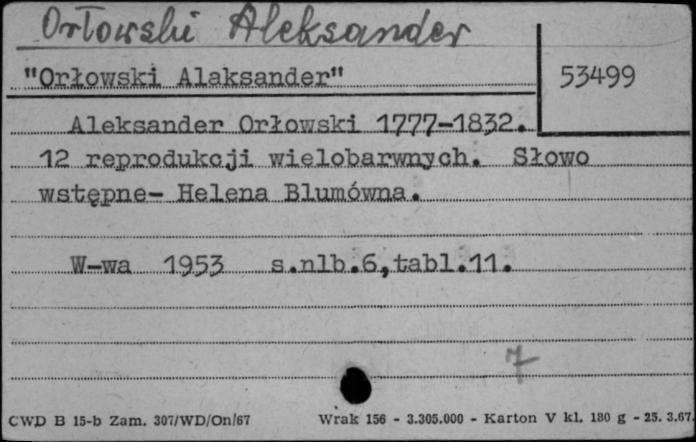 Orłowski Aleksander
"Orłowski Alaksander"
53499
Aleksander Orłowski 1777-1832.
12 reprodukcji wielobarwnych. Słowo
wstępne- Helena Blumówna.
W-wa 1953 s.nlb.6,tabl.11.
7
CWD B 15-b Zam. 307/WD/On/67 Wrak 156 - 3.305.000 - Karton V kl. 180 g - 25. 3.67.